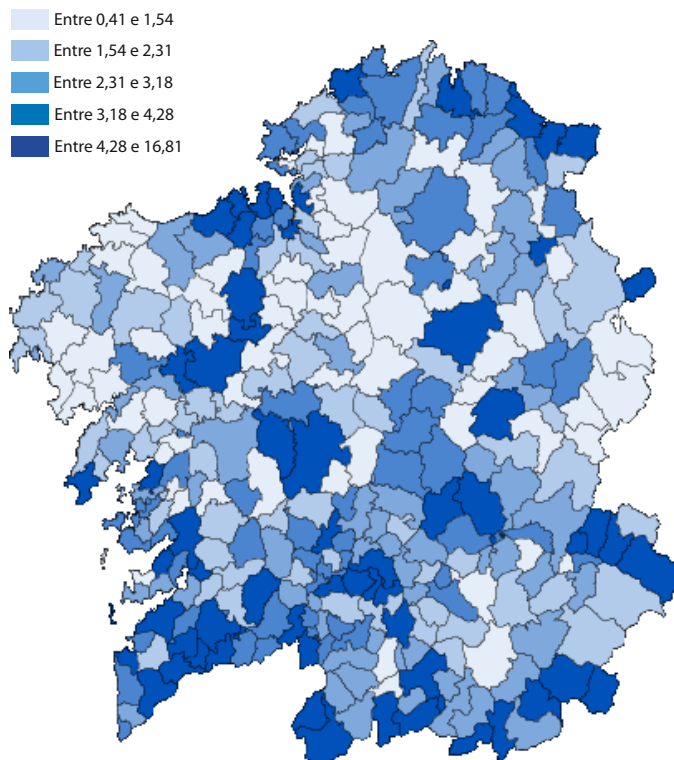 Entre 0,41 e 1,54
Entre 1,54 e 2,31
Entre 2,31 e 3,18
Entre 3,18 e 4,28
Entre 4,28 e 16,81